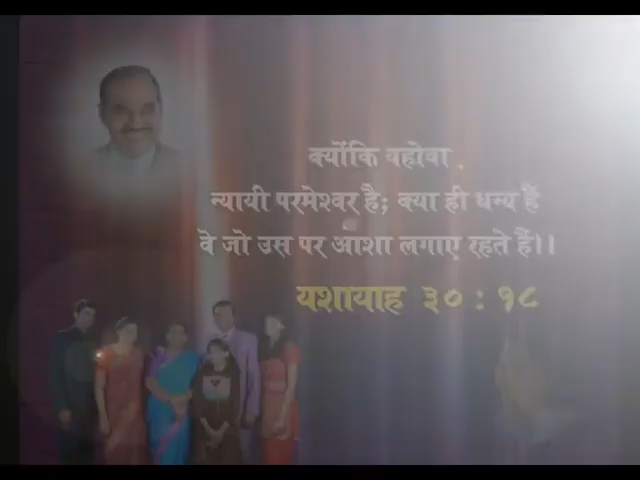 क्योंकि यहोवा .
न्यायी परमेश्वर है; क्या ही धन्य हैं
वे जो उस पर आशा लगाए रहते हैं।।
यशायाह ३० : १८